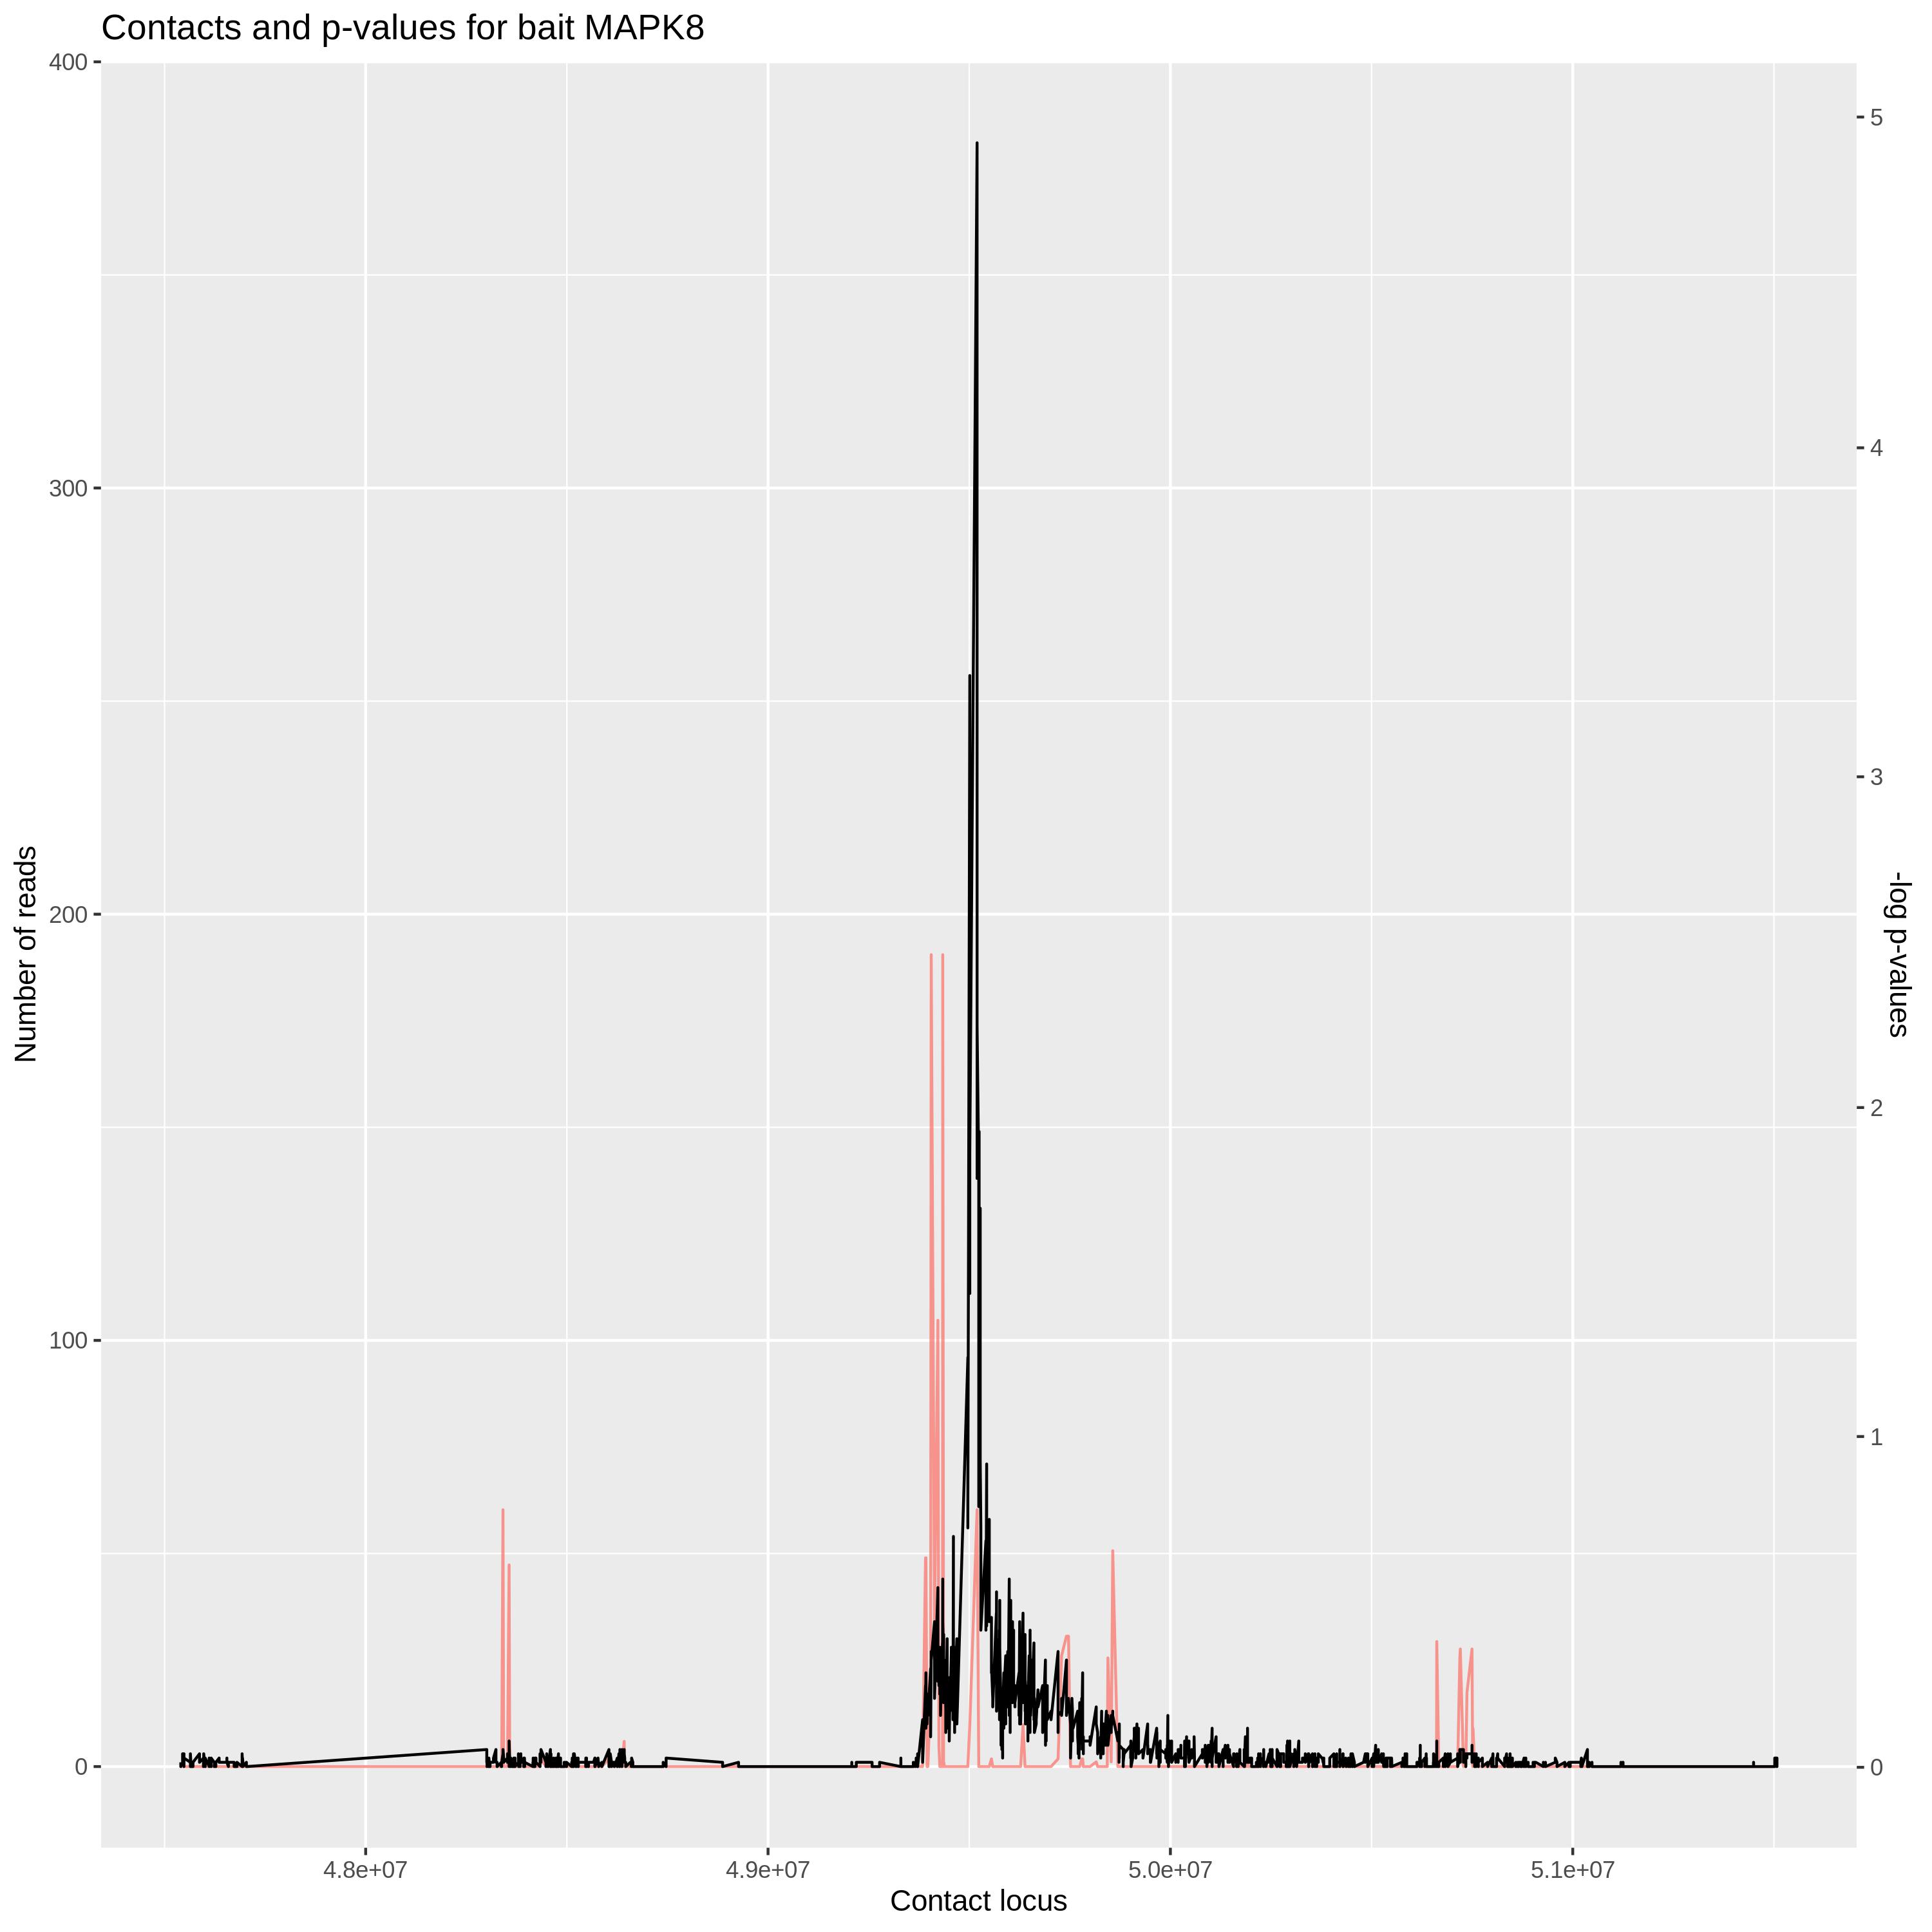 Contacts and p-values for bait MAPK8
400
300
200
100
0
Number of reads
5
4
3
2
1
0
-log p-values
4.8e+07
4.9e+07
5.0e+07
5.1e+07
Contact locus